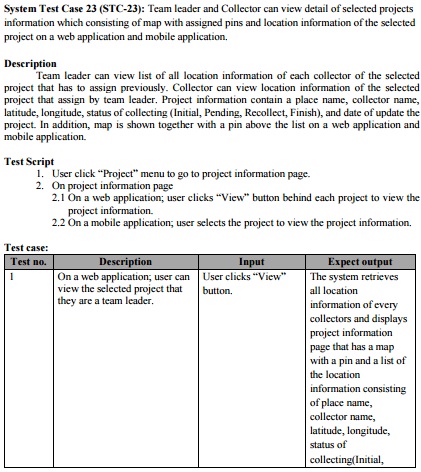 System Test Case 23 (STC-23): Team leader and Collector can view detail of selected projects
information which consisting of map with assigned pins and location information of the selected
project on a web application and mobile application.
Description
Team leader can view list of all location information of each collector of the selected
project that has to assign previously. Collector can view location information of the selected
project that assign by team leader. Project information contain a place name, collector name,
latitude, longitude, status of collecting (Initial, Pending, Recollect, Finish), and date of update the
project. In addition, map is shown together with a pin above the list on a web application and
mobile application.
Test Script
1. User click “Project” menu to go to project information page.
2. On project information page
2.1 On a web application; user clicks “View” button behind each project to view the
project information.
2.2 On a mobile application; user selects the project to view the project information.
Test case:
Test no. Description Input Expect output
1 On a web application; user can User clicks “View” The system retrieves
view the selected project that button. all location
they are a team leader. information of every
collectors and displays
project information
page that has a map
with a pin and a list of
the location
information consisting
of place name,
collector name,
latitude, longitude,
status of
collecting(Initial,